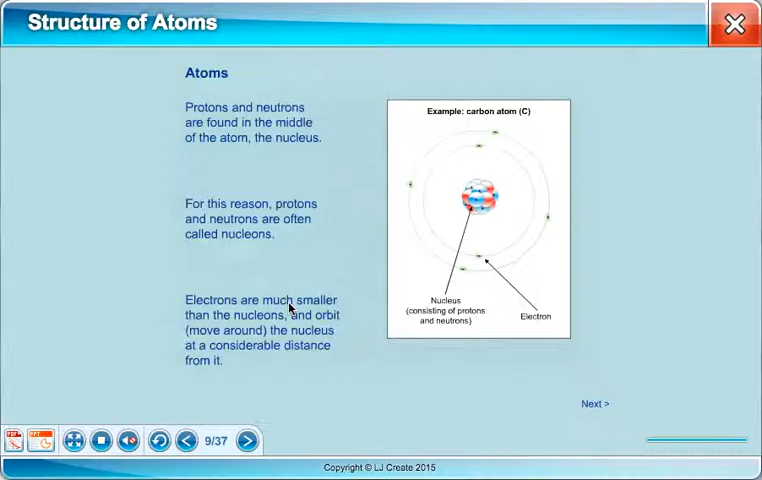 Structure of Atoms
Atoms
Protons and neutrons
are found in the middle
of the atom, the nucleus.
For this reason, protons
and neutrons are often
called nucleons.
Electrons are much smaller
than the nucleons, and orbit
(move around) the nucleus
at a considerable distance
from it.
Example: carbon atom (C)
Nucleus
(consisting of protons
and neutrons)
Electron
Next >
PDF
PPT
9/37
Copyright © LJ Create 2015